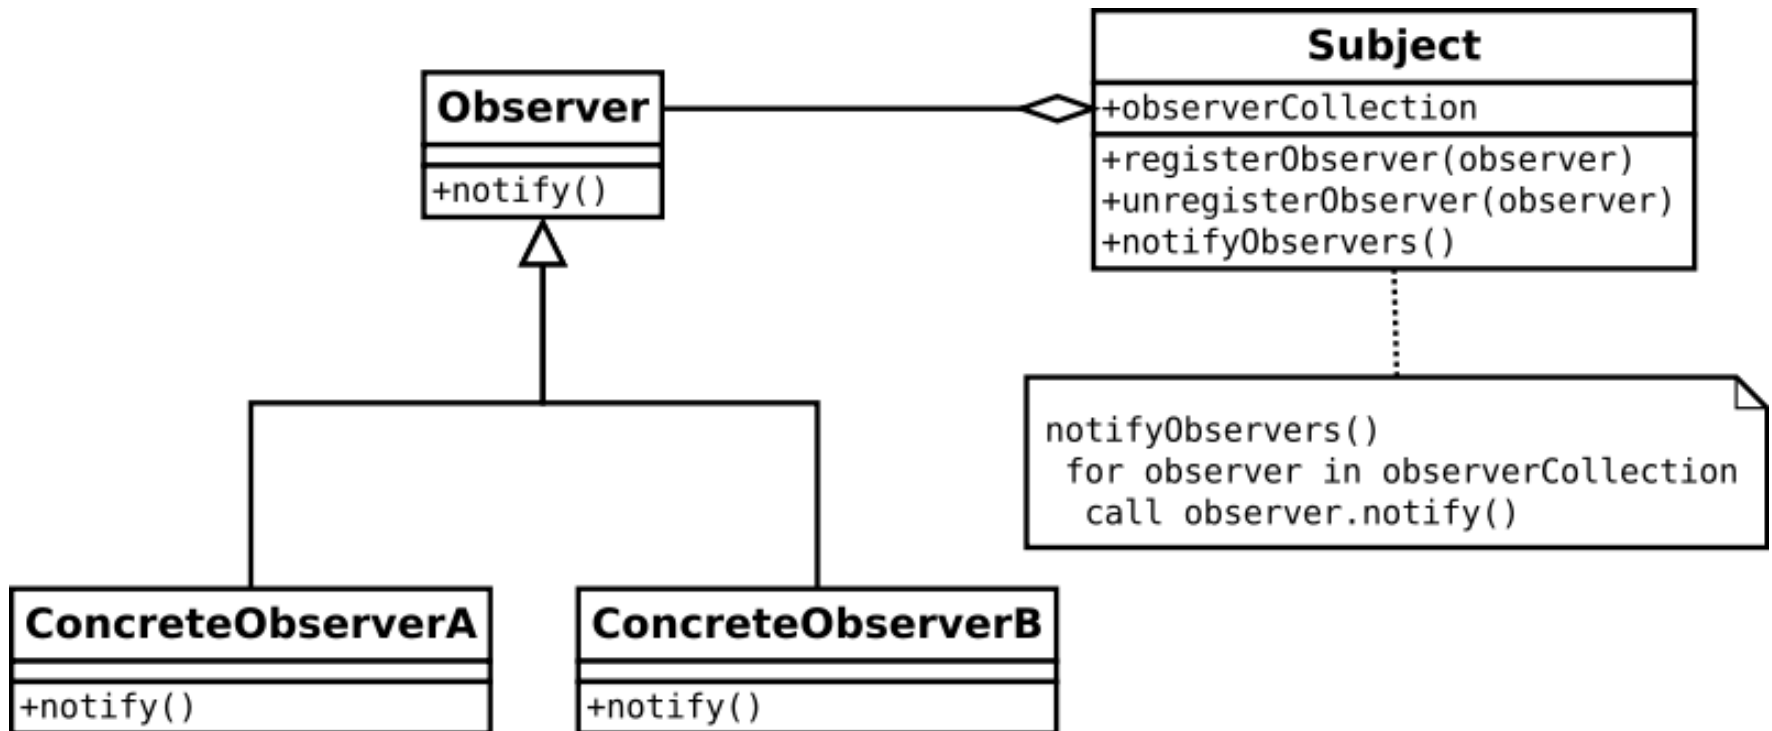 Subject
+observerCollection
+registerObserver(observer)
+unregisterObserver(observer)
+notifyObservers()
Observer
+notify()
notifyObservers()
for observer in observerCollection
call observer.notify()
ConcreteObserverA
+notify()
ConcreteObserverB
+notify()